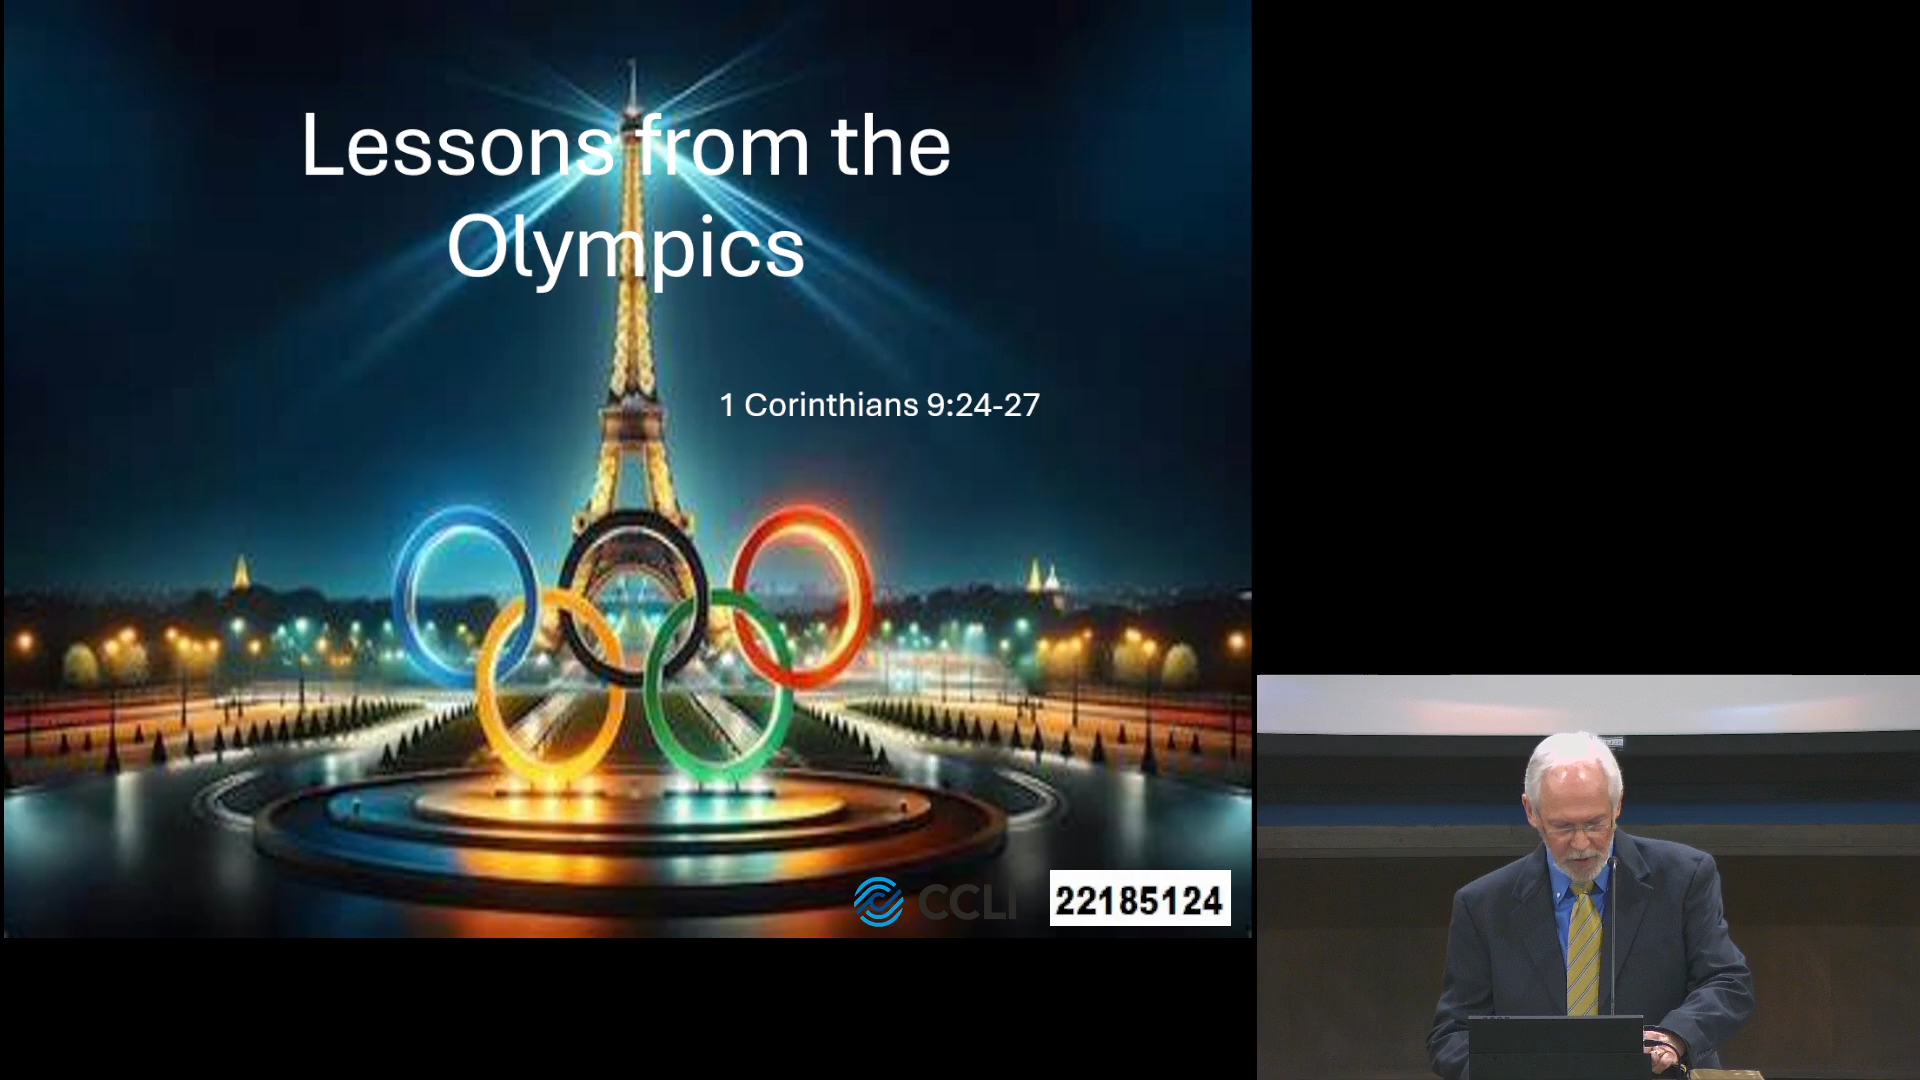 Lessons from the
Olympics
1 Corinthians 9:24-27
CCLI
22185124